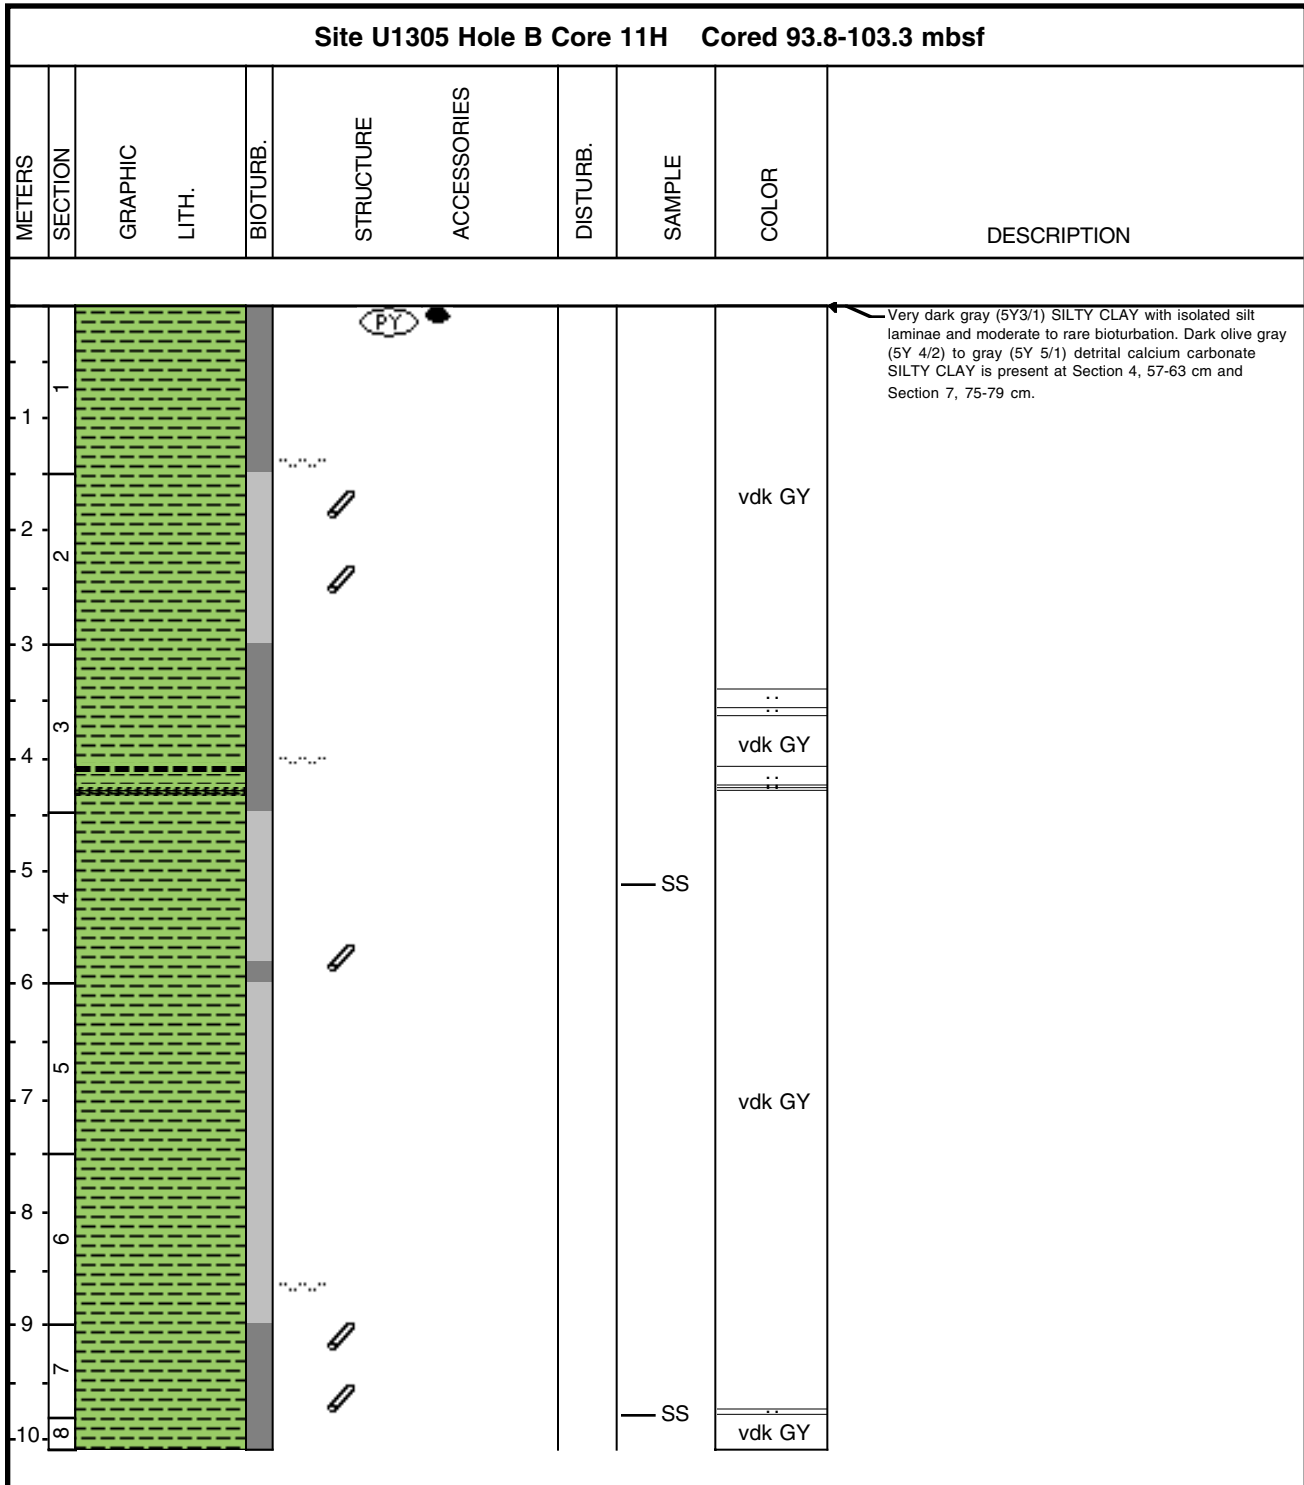 Site U1305 Hole B Core 11H Cored 93.8-103.3 mbsf
METERS
SECTION
GRAPHIC
LITH.
BIOTURB.
STRUCTURE
ACCESSORIES
DISTURB.
SAMPLE
COLOR
DESCRIPTION
PY
Very dark gray (5Y3/1) SILTY CLAY with isolated silt
laminae and moderate to rare bioturbation. Dark olive gray
(5Y 4/2) to gray (5Y 5/1) detrital calcium carbonate
SILTY CLAY is present at Section 4, 57-63 cm and
Section 7, 75-79 cm.
1
1
vdk GY
2
2
3
3
vdk GY
4
5
SS
4
6
5
7
vdk GY
8
6
9
7
SS
8
vdk GY
10